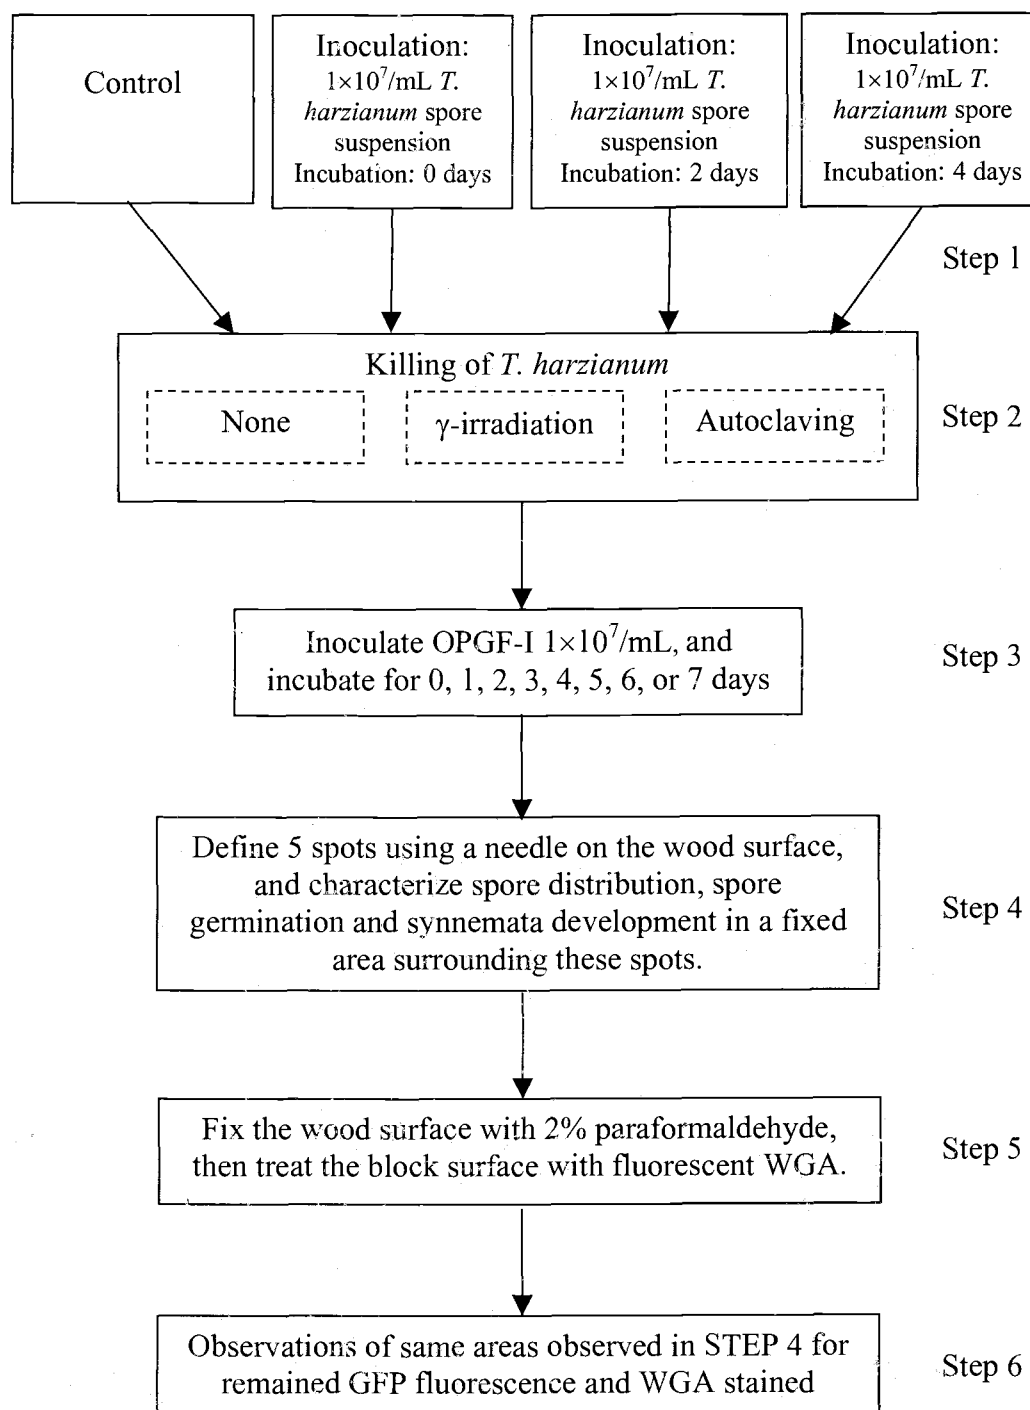 Control
Inoculation:
1×10⁷/mL T.
harzianum spore
suspension
Incubation: 0 days
Inoculation:
1×10⁷/mL T.
harzianum spore
suspension
Incubation: 2 days
Inoculation:
1×10⁷/mL T.
harzianum spore
suspension
Incubation: 4 days
Step 1
Killing of T. harzianum
None
γ-irradiation
Autoclaving
Step 2
Inoculate OPGF-I 1×10⁷/mL, and
incubate for 0, 1, 2, 3, 4, 5, 6, or 7 days
Step 3
Define 5 spots using a needle on the wood surface,
and characterize spore distribution, spore
germination and synnemata development in a fixed
area surrounding these spots.
Step 4
Fix the wood surface with 2% paraformaldehyde,
then treat the block surface with fluorescent WGA.
Step 5
Observations of same areas observed in STEP 4 for
remained GFP fluorescence and WGA stained
Step 6